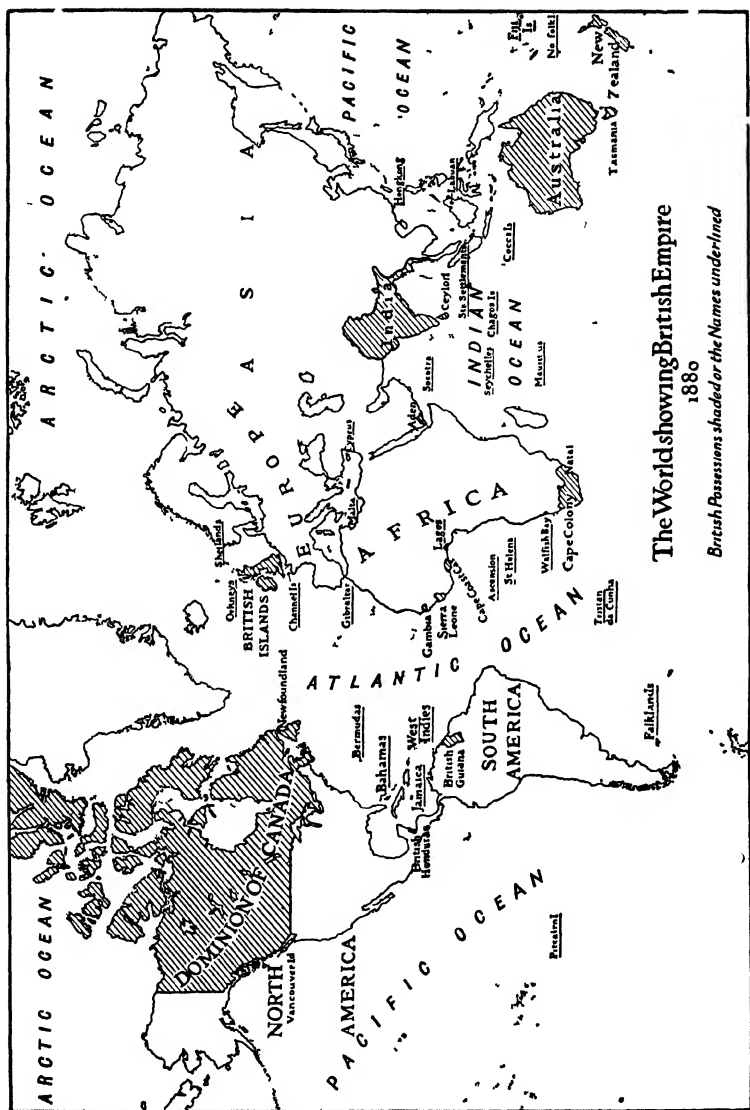 ARCTIC OCEAN
ARCTIC OCEAN
DOMINION OF CANADA
NORTH
AMERICA
Vancouver Id
Newfoundland
PACIFIC OCEAN
ATLANTIC OCEAN
Bermudas
Bahamas
West
Indies
Jamaica
British
Honduras
British
Guiana
SOUTH
AMERICA
Falklands
Pitcairn I
Shetlands
Orkneys
BRITISH
ISLANDS
Channel Is
Gibraltar
Malta
Cyprus
EUROPE
ASIA
AFRICA
Gambia
Sierra
Leone
Cape Coast Ca
Lagos
Ascension
St Helena
Walfish Bay
Cape Colony
Natal
Tristan
da Cunha
Aden
Socotra
India
Ceylon
Sts Settlements
INDIAN
OCEAN
Seychelles
Chagos Is
Mauritius
Cocos Is
Hongkong
Labuan
PACIFIC
OCEAN
Australia
Tasmania
New
Zealand
Fiji
Is
The World showing British Empire
1880
British Possessions shaded or the Names underlined